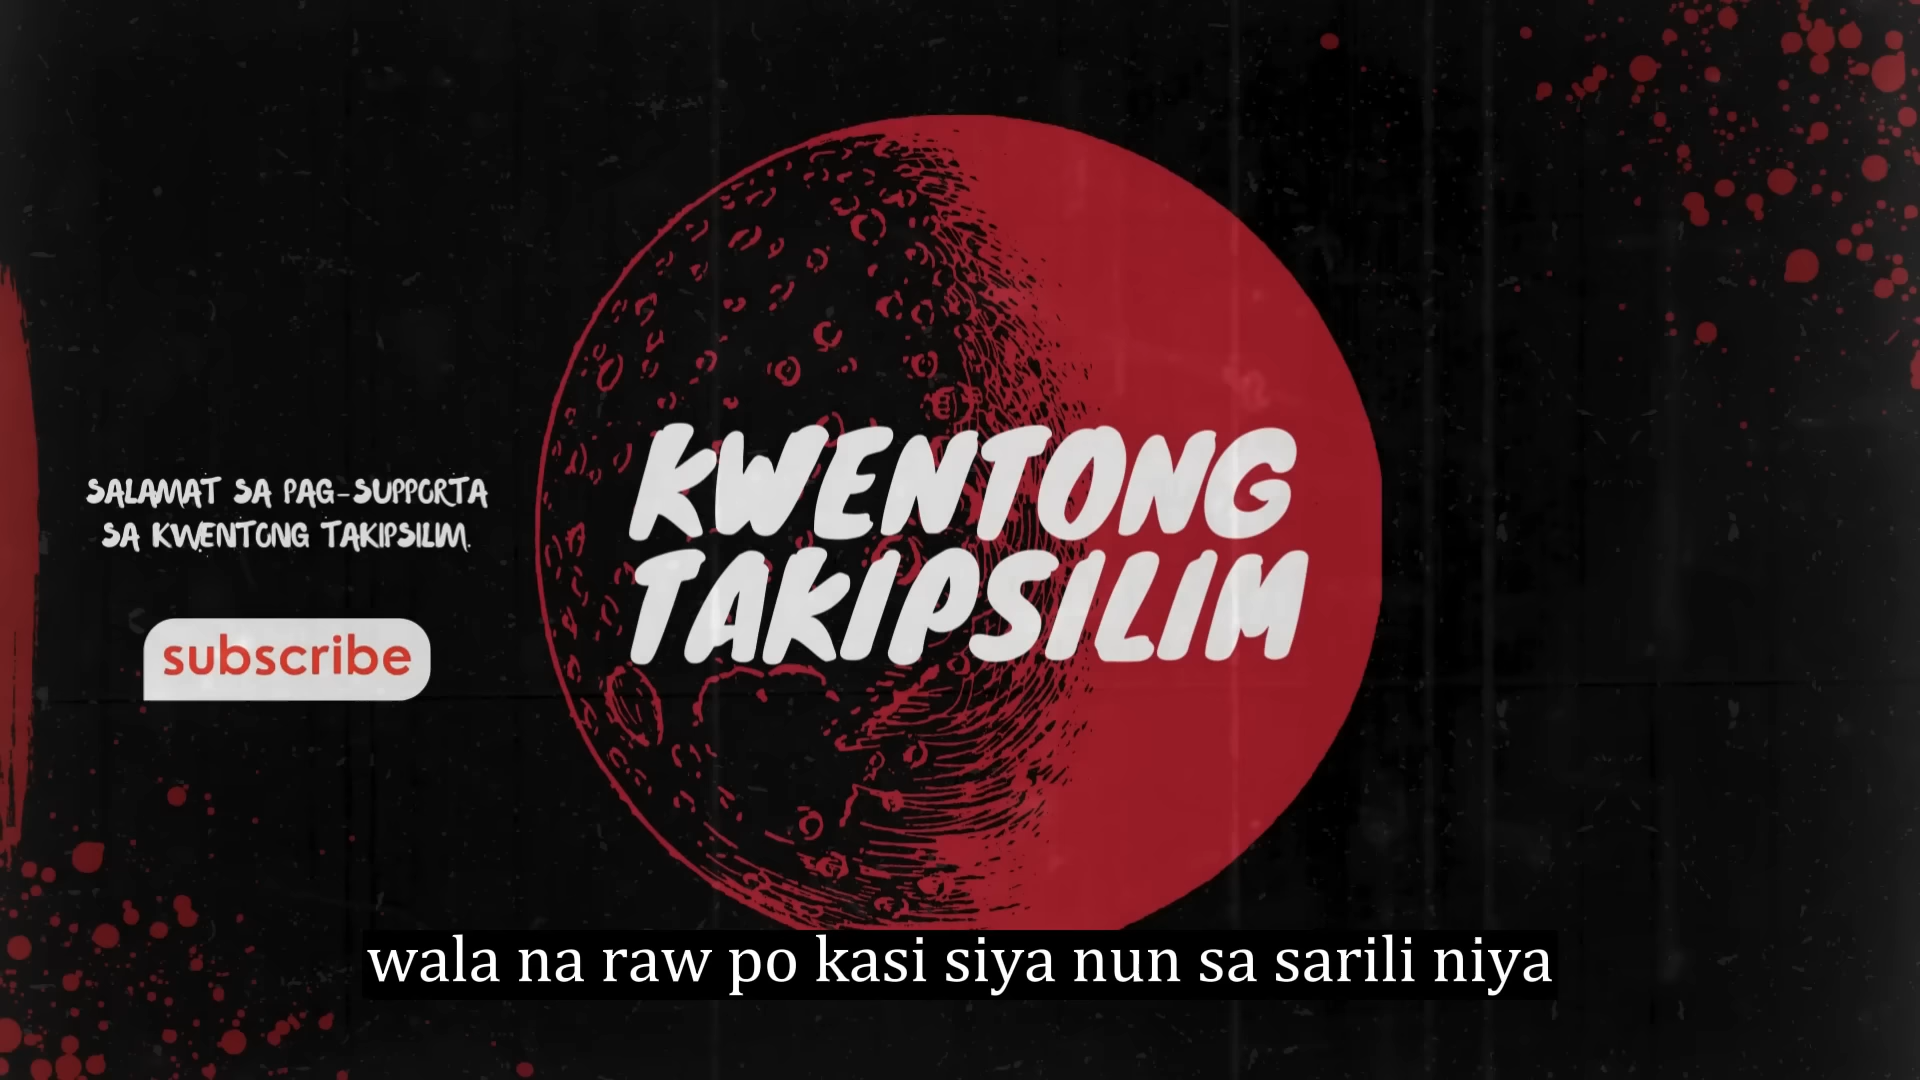 SALAMAT SA PAG-SUPPORTA
SA KWENTONG TAKIPSILIM.
subscribe
KWENTONG
TAKIPSILIM
wala na raw po kasi siya nun sa sarili niya